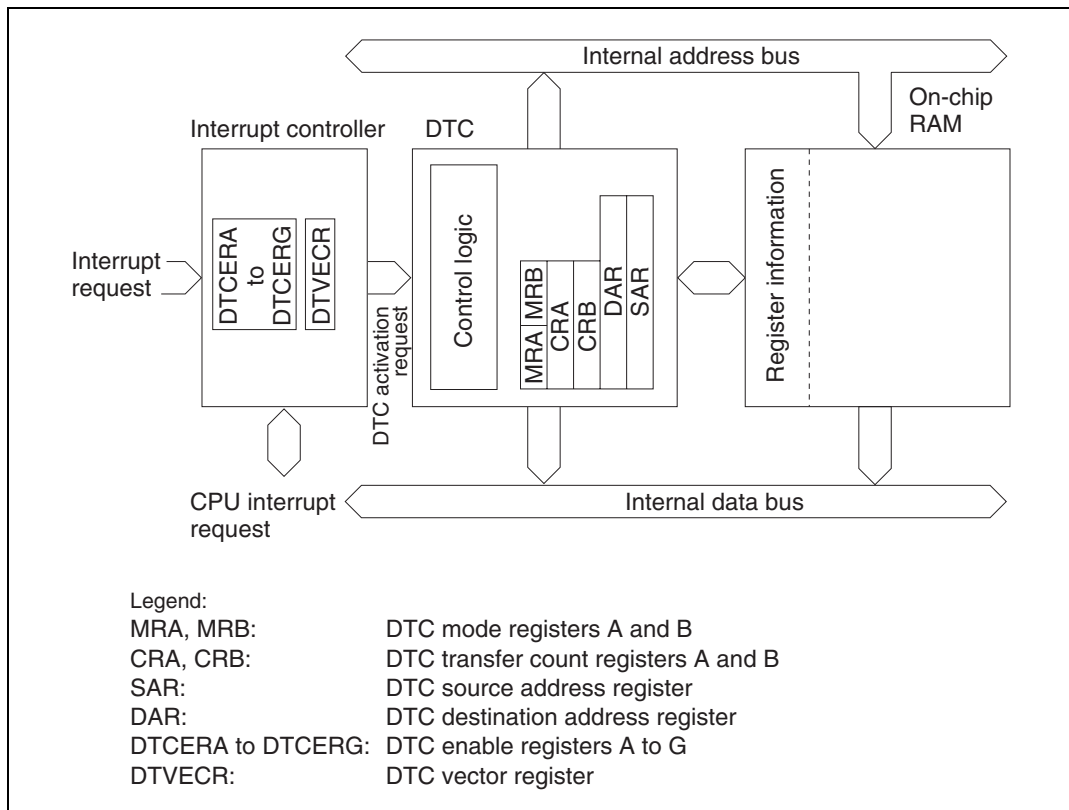 Internal address bus
On-chip
RAM
Interrupt controller
DTC
Interrupt
request
DTCERA
to
DTCERG
DTVECR
DTC activation
request
Control logic
MRA
MRB
CRA
CRB
DAR
SAR
Register information
CPU interrupt
request
Internal data bus
Legend:
MRA, MRB: DTC mode registers A and B
CRA, CRB: DTC transfer count registers A and B
SAR: DTC source address register
DAR: DTC destination address register
DTCERA to DTCERG: DTC enable registers A to G
DTVECR: DTC vector register